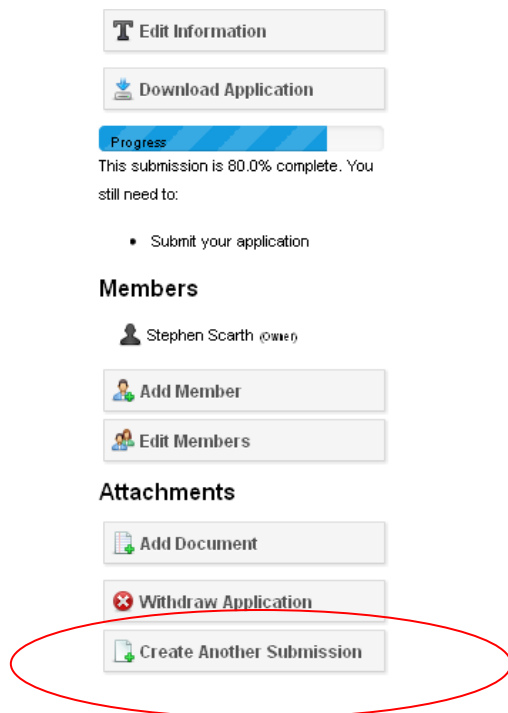 Edit Information
Download Application
Progress
This submission is 80.0% complete. You
still need to:
• Submit your application
Members
Stephen Scarth (Owner)
Add Member
Edit Members
Attachments
Add Document
Withdraw Application
Create Another Submission